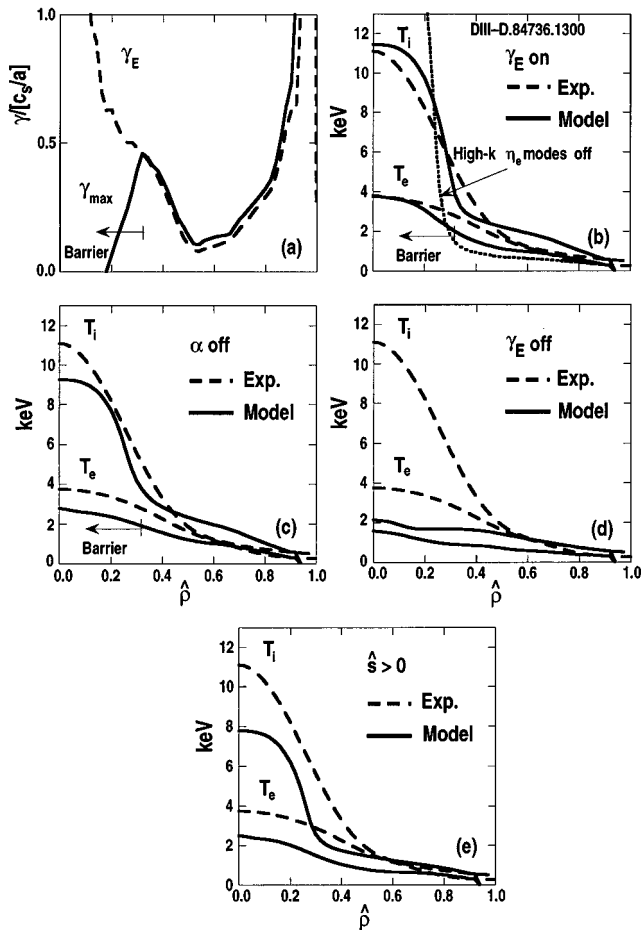 1.0
0.5
0.0
γ/[c_s/a]
γ_E
γ_max
Barrier
(a)
DIII–D.84736.1300
12
10
8
6
4
2
0
keV
T_i
γ_E on
Exp.
Model
High-k η_e modes off
T_e
Barrier
(b)
12
10
8
6
4
2
0
keV
T_i
α off
Exp.
Model
T_e
Barrier
(c)
0.0 0.2 0.4 0.6 0.8 1.0
ρ̂
12
10
8
6
4
2
0
keV
T_i
γ_E off
Exp.
Model
T_e
(d)
0.0 0.2 0.4 0.6 0.8 1.0
ρ̂
12
10
8
6
4
2
0
keV
T_i
ŝ > 0
Exp.
Model
T_e
(e)
0.0 0.2 0.4 0.6 0.8 1.0
ρ̂